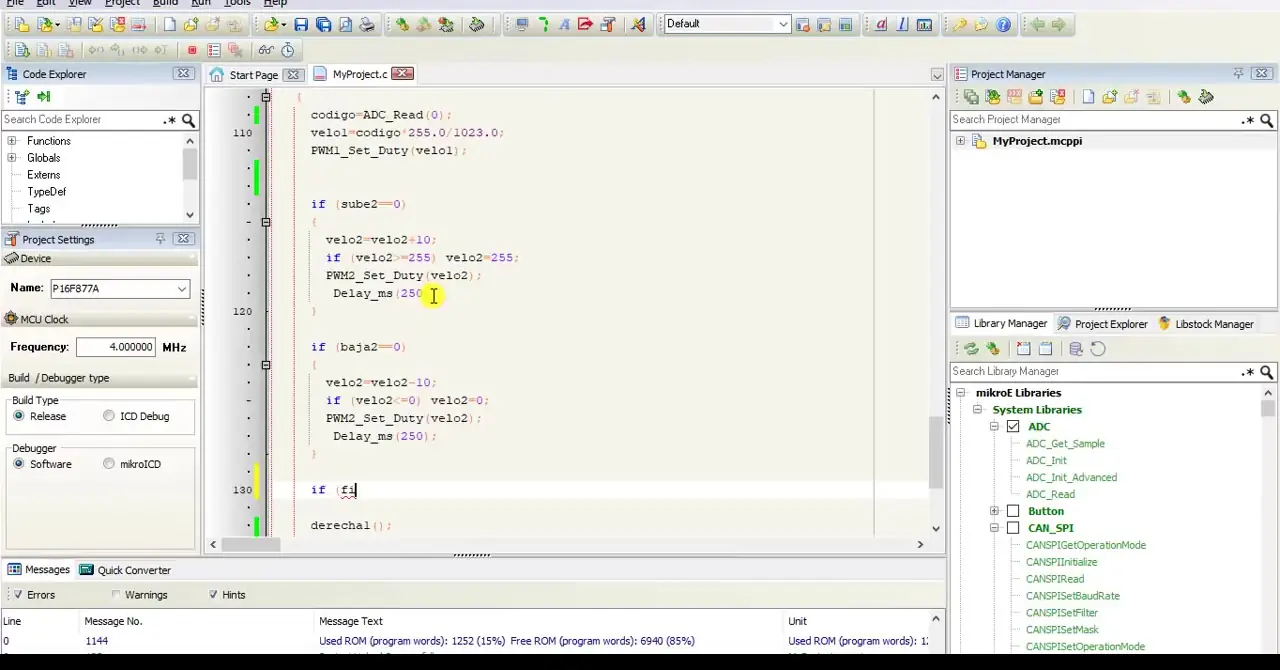 File Edit View Project Build Run Tools Help
Default
Code Explorer
Start Page
MyProject.c
Project Manager
Search Code Explorer
Search Project Manager
Functions
Globals
Externs
TypeDef
Tags
MyProject.mcppi
Project Settings
Device
Name: P16F877A
MCU Clock
Frequency: 4.000000 MHz
Build / Debugger type
Build Type
Release
ICD Debug
Debugger
Software
mikroICD
{
codigo=ADC_Read(0);
110 velo1=codigo*255.0/1023.0;
PWM1_Set_Duty(velo1);
if (sube2==0)
{
velo2=velo2+10;
if (velo2>=255) velo2=255;
PWM2_Set_Duty(velo2);
Delay_ms(250
120 }
if (baja2==0)
{
velo2=velo2-10;
if (velo2<=0) velo2=0;
PWM2_Set_Duty(velo2);
Delay_ms(250);
}
130 if (fi
derecha1();
Library Manager
Project Explorer
Libstock Manager
Search Library Manager
mikroE Libraries
System Libraries
ADC
ADC_Get_Sample
ADC_Init
ADC_Init_Advanced
ADC_Read
Button
CAN_SPI
CANSPIGetOperationMode
CANSPIInitialize
CANSPIRead
CANSPISetBaudRate
CANSPISetFilter
CANSPISetMask
CANSPISetOperationMode
Messages
Quick Converter
Errors
Warnings
Hints
Line Message No. Message Text Unit
0 1144 Used ROM (program words): 1252 (15%) Free ROM (program words): 6940 (85%) Used ROM (program words): 12